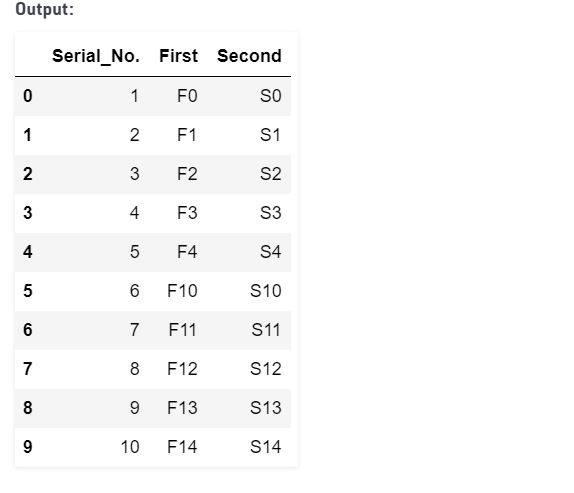 Output:
Serial_No. First Second
0 1 F0 S0
1 2 F1 S1
2 3 F2 S2
3 4 F3 S3
4 5 F4 S4
5 6 F10 S10
6 7 F11 S11
7 8 F12 S12
8 9 F13 S13
9 10 F14 S14